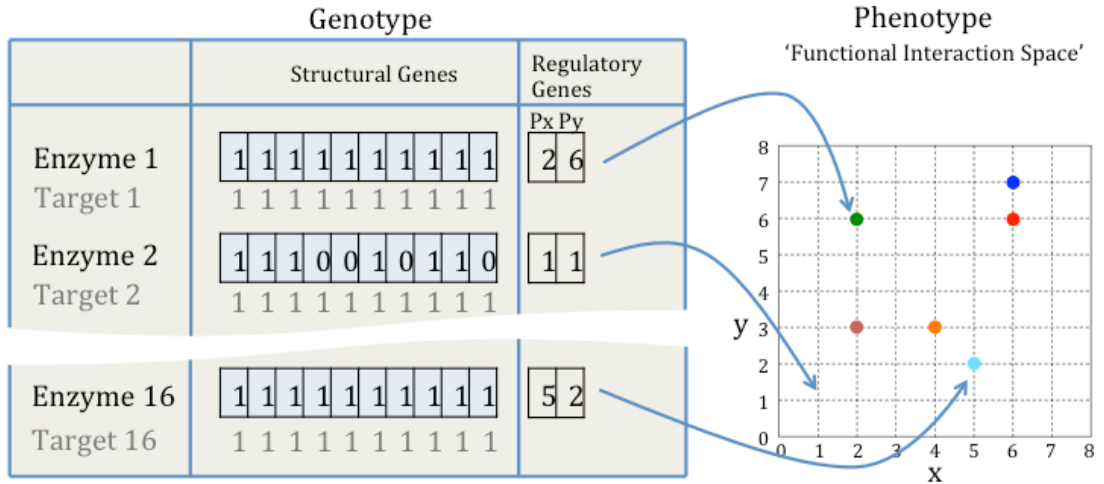 Genotype
Structural Genes
Regulatory
Genes
Px Py
Enzyme 1
1 1 1 1 1 1 1 1 1 1
2 6
Target 1
1 1 1 1 1 1 1 1 1 1
Enzyme 2
1 1 1 0 0 1 0 1 1 0
1 1
Target 2
1 1 1 1 1 1 1 1 1 1
Enzyme 16
1 1 1 1 1 1 1 1 1 1
5 2
Target 16
1 1 1 1 1 1 1 1 1 1
Phenotype
‘Functional Interaction Space’
8
7
6
5
4
y
3
2
1
0
0 1 2 3 4 5 6 7 8
x